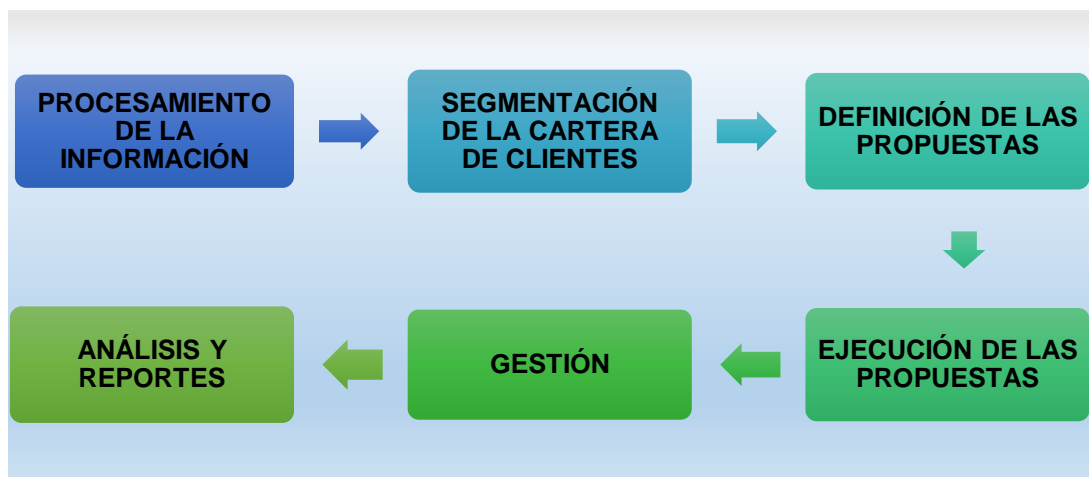 PROCESAMIENTO
DE LA
INFORMACIÓN
SEGMENTACIÓN
DE LA CARTERA
DE CLIENTES
DEFINICIÓN DE LAS
PROPUESTAS
EJECUCIÓN DE LAS
PROPUESTAS
GESTIÓN
ANÁLISIS Y
REPORTES